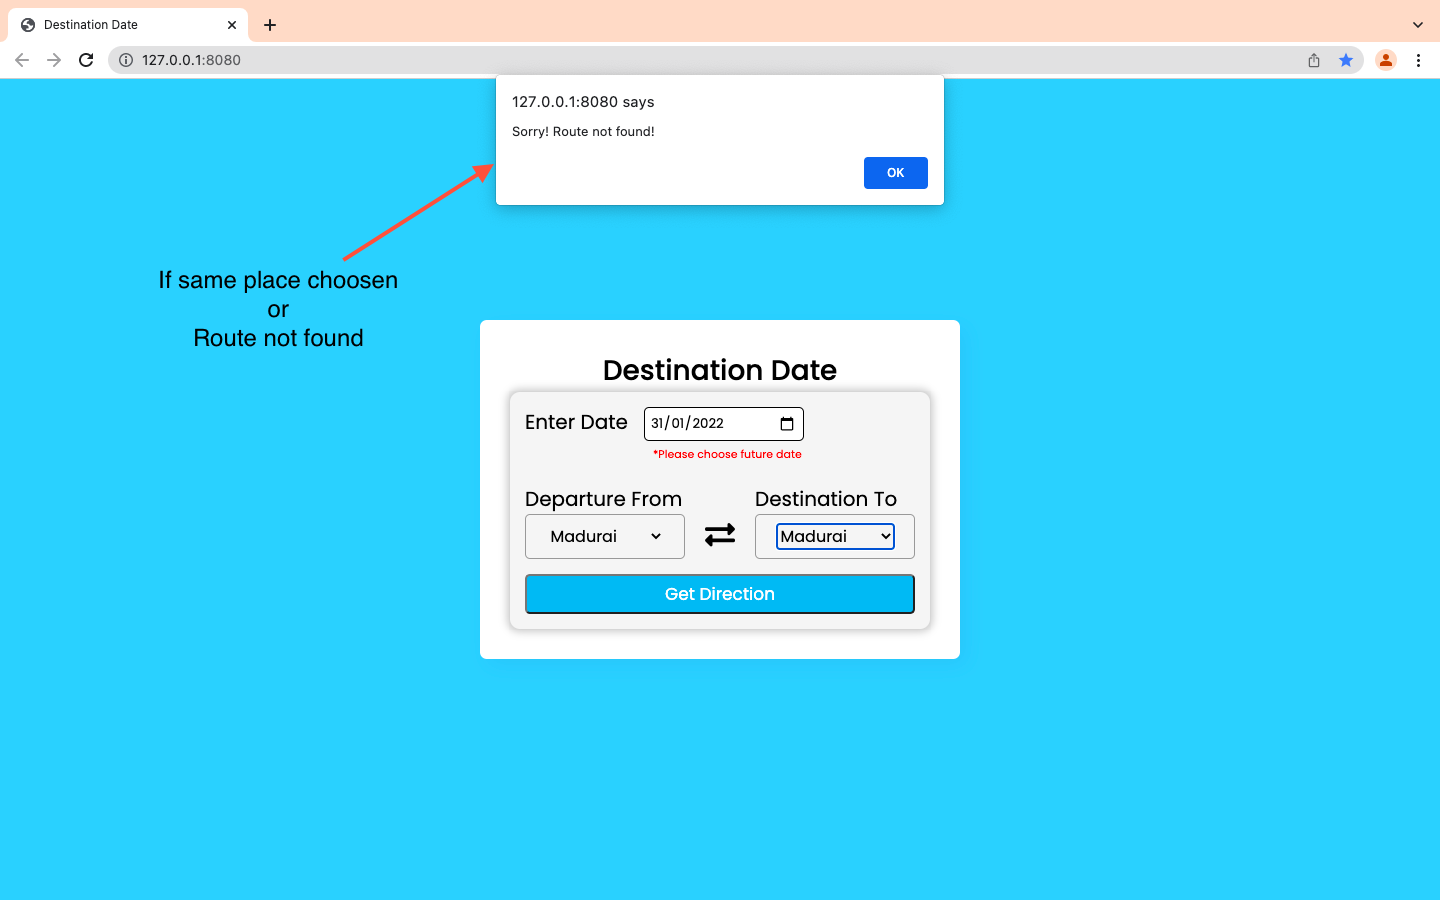 Destination Date
127.0.0.1:8080
127.0.0.1:8080 says
Sorry! Route not found!
OK
If same place choosen
or
Route not found
Destination Date
Enter Date 31/01/2022
*Please choose future date
Departure From Destination To
Madurai Madurai
Get Direction